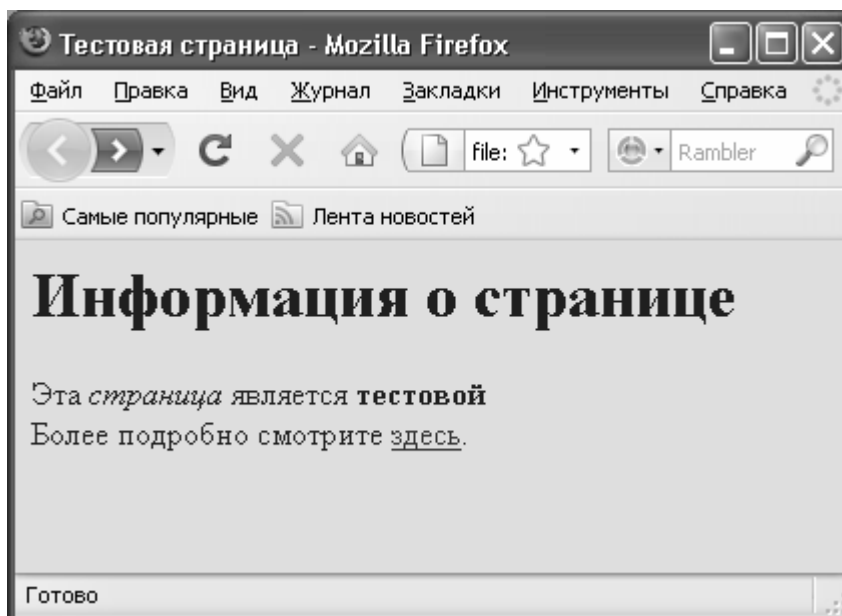 Тестовая страница - Mozilla Firefox
Файл Правка Вид Журнал Закладки Инструменты Справка
file: Rambler
Самые популярные Лента новостей
Информация о странице
Эта страница является тестовой
Более подробно смотрите здесь.
Готово